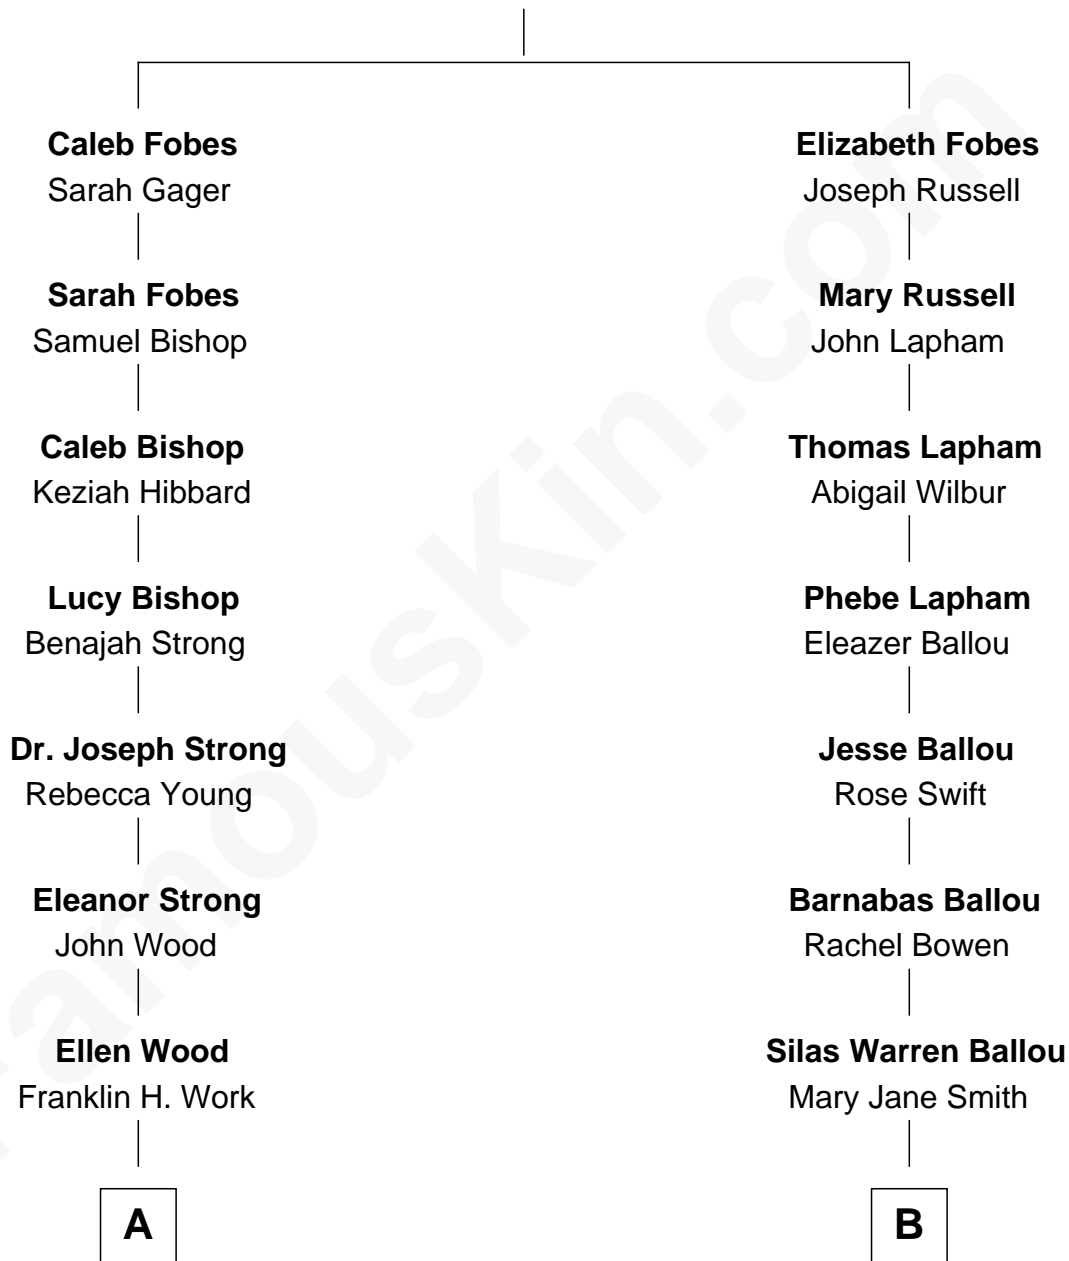 Caleb Fobes
Sarah Gager
Elizabeth Fobes
Joseph Russell
Sarah Fobes
Samuel Bishop
Mary Russell
John Lapham
Caleb Bishop
Keziah Hibbard
Thomas Lapham
Abigail Wilbur
Lucy Bishop
Benajah Strong
Phebe Lapham
Eleazer Ballou
Dr. Joseph Strong
Rebecca Young
Jesse Ballou
Rose Swift
Eleanor Strong
John Wood
Barnabas Ballou
Rachel Bowen
Ellen Wood
Franklin H. Work
Silas Warren Ballou
Mary Jane Smith
A
B
FamousKin.com